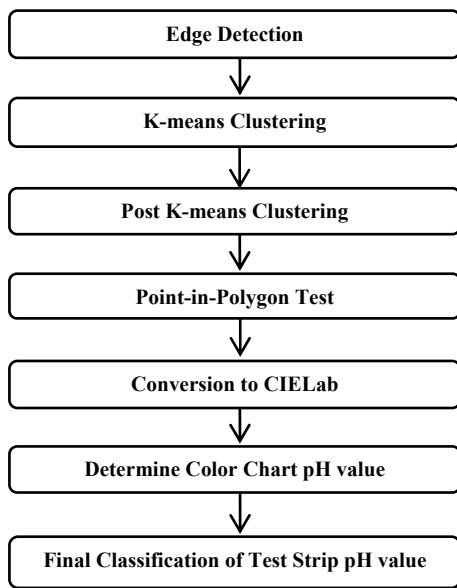 Edge Detection
K-means Clustering
Post K-means Clustering
Point-in-Polygon Test
Conversion to CIELab
Determine Color Chart pH value
Final Classification of Test Strip pH value